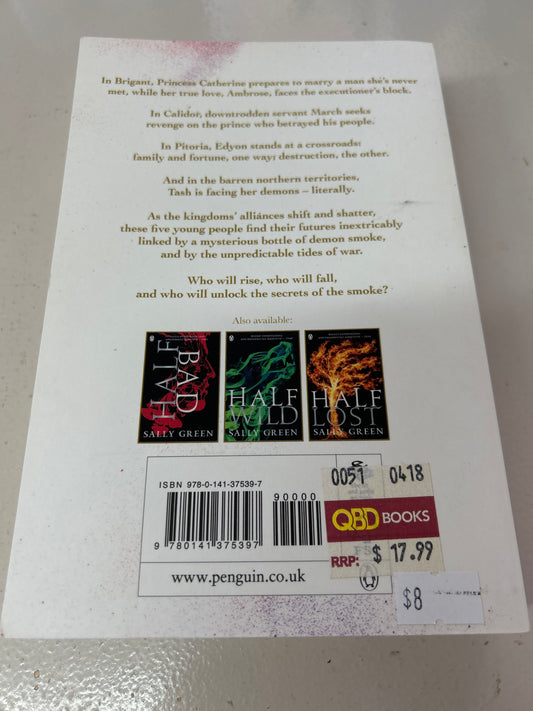 In Brigant, Princess Catherine prepares to marry a man she's never
met, while her true love, Ambrose, faces the executioner's block.
In Calidor, downtrodden servant March seeks
revenge on the prince who betrayed his people.
In Pitoria, Edyon stands at a crossroads:
family and fortune, one way; destruction, the other.
And in the barren northern territories,
Tash is facing her demons – literally.
As the kingdoms' alliances shift and shatter,
these five young people find their futures inextricably
linked by a mysterious bottle of demon smoke,
and by the unpredictable tides of war.
Who will rise, who will fall,
and who will unlock the secrets of the smoke?
Also available:
HALF
BAD
SALLY GREEN
HALF
WILD
SALLY GREEN
HALF
LOST
SALLY GREEN
ISBN 978-0-141-37539-7
90000
9 780141 375397
www.penguin.co.uk
0051 0418
QBD BOOKS
RRP: $ 17.99
$8